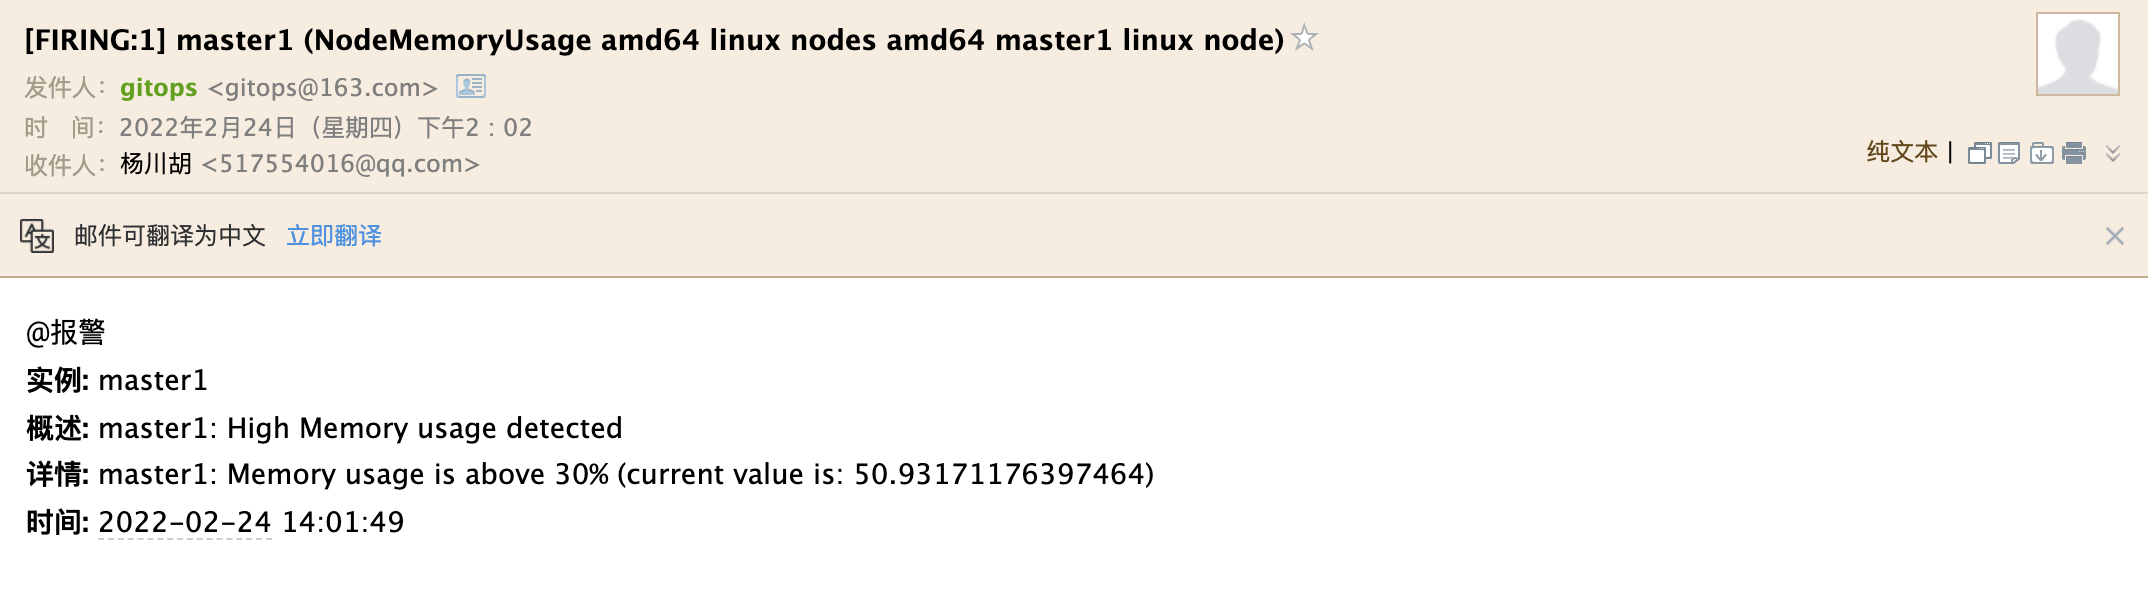 [FIRING:1] master1 (NodeMemoryUsage amd64 linux nodes amd64 master1 linux node)
发件人：gitops <gitops@163.com>
时　间：2022年2月24日（星期四）下午2：02
收件人：杨川胡 <517554016@qq.com>
纯文本 |
邮件可翻译为中文 立即翻译
@报警
实例: master1
概述: master1: High Memory usage detected
详情: master1: Memory usage is above 30% (current value is: 50.93171176397464)
时间: 2022-02-24 14:01:49